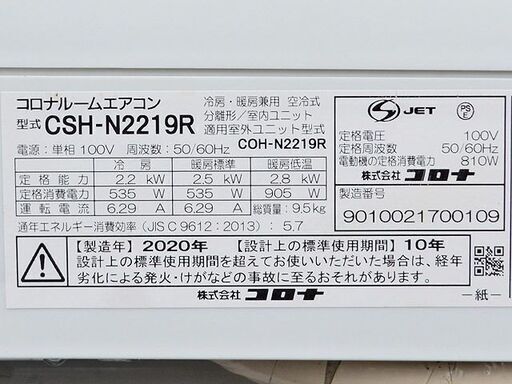 コロナルームエアコン
型式 CSH-N2219R
冷房・暖房兼用 空冷式
分離形／室内ユニット
適用室外ユニット型式
COH-N2219R
電源：単相 100V 周波数：50/60Hz
冷房 暖房標準 暖房低温
定格能力 2.2 kW 2.5 kW 2.8 kW
定格消費電力 535 W 535 W 905 W
運転電流 6.29 A 6.29 A 総質量：9.5kg
通年エネルギー消費効率（JIS C 9612：2013）：5.7
JET
PS
E
定格電圧 100V
定格周波数 50/60Hz
電動機の定格消費電力 810W
株式会社 コロナ
製造番号
9010021700109
【製造年】2020年 【設計上の標準使用期間】10年
設計上の標準使用期間を超えてお使いいただいた場合は、経年
劣化による発火・けがなどの事故に至るおそれがあります。
株式会社 コロナ
―紙―